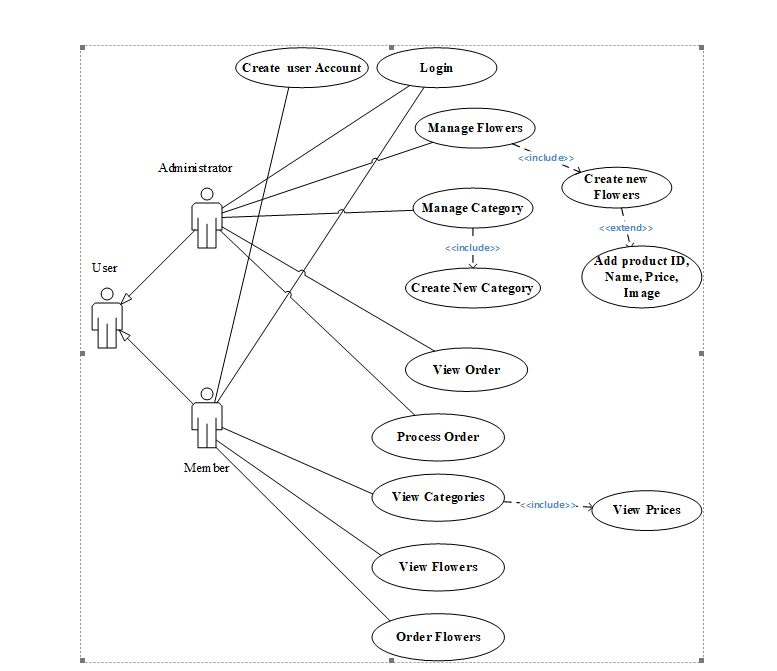 Create user Account
Login
Manage Flowers
<<include>>
Administrator
Create new
Flowers
Manage Category
<<extend>>
<<include>>
User
Add product ID,
Name, Price,
Image
Create New Category
View Order
Process Order
Member
View Categories
<<include>>
View Prices
View Flowers
Order Flowers